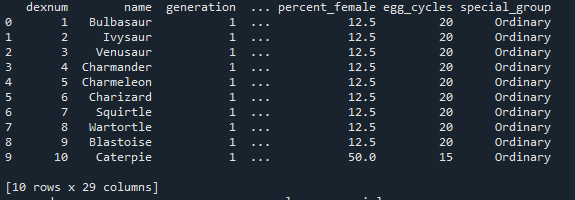 dexnum name generation ... percent_female egg_cycles special_group
0 1 Bulbasaur 1 ... 12.5 20 Ordinary
1 2 Ivysaur 1 ... 12.5 20 Ordinary
2 3 Venusaur 1 ... 12.5 20 Ordinary
3 4 Charmander 1 ... 12.5 20 Ordinary
4 5 Charmeleon 1 ... 12.5 20 Ordinary
5 6 Charizard 1 ... 12.5 20 Ordinary
6 7 Squirtle 1 ... 12.5 20 Ordinary
7 8 Wartortle 1 ... 12.5 20 Ordinary
8 9 Blastoise 1 ... 12.5 20 Ordinary
9 10 Caterpie 1 ... 50.0 15 Ordinary
[10 rows x 29 columns]